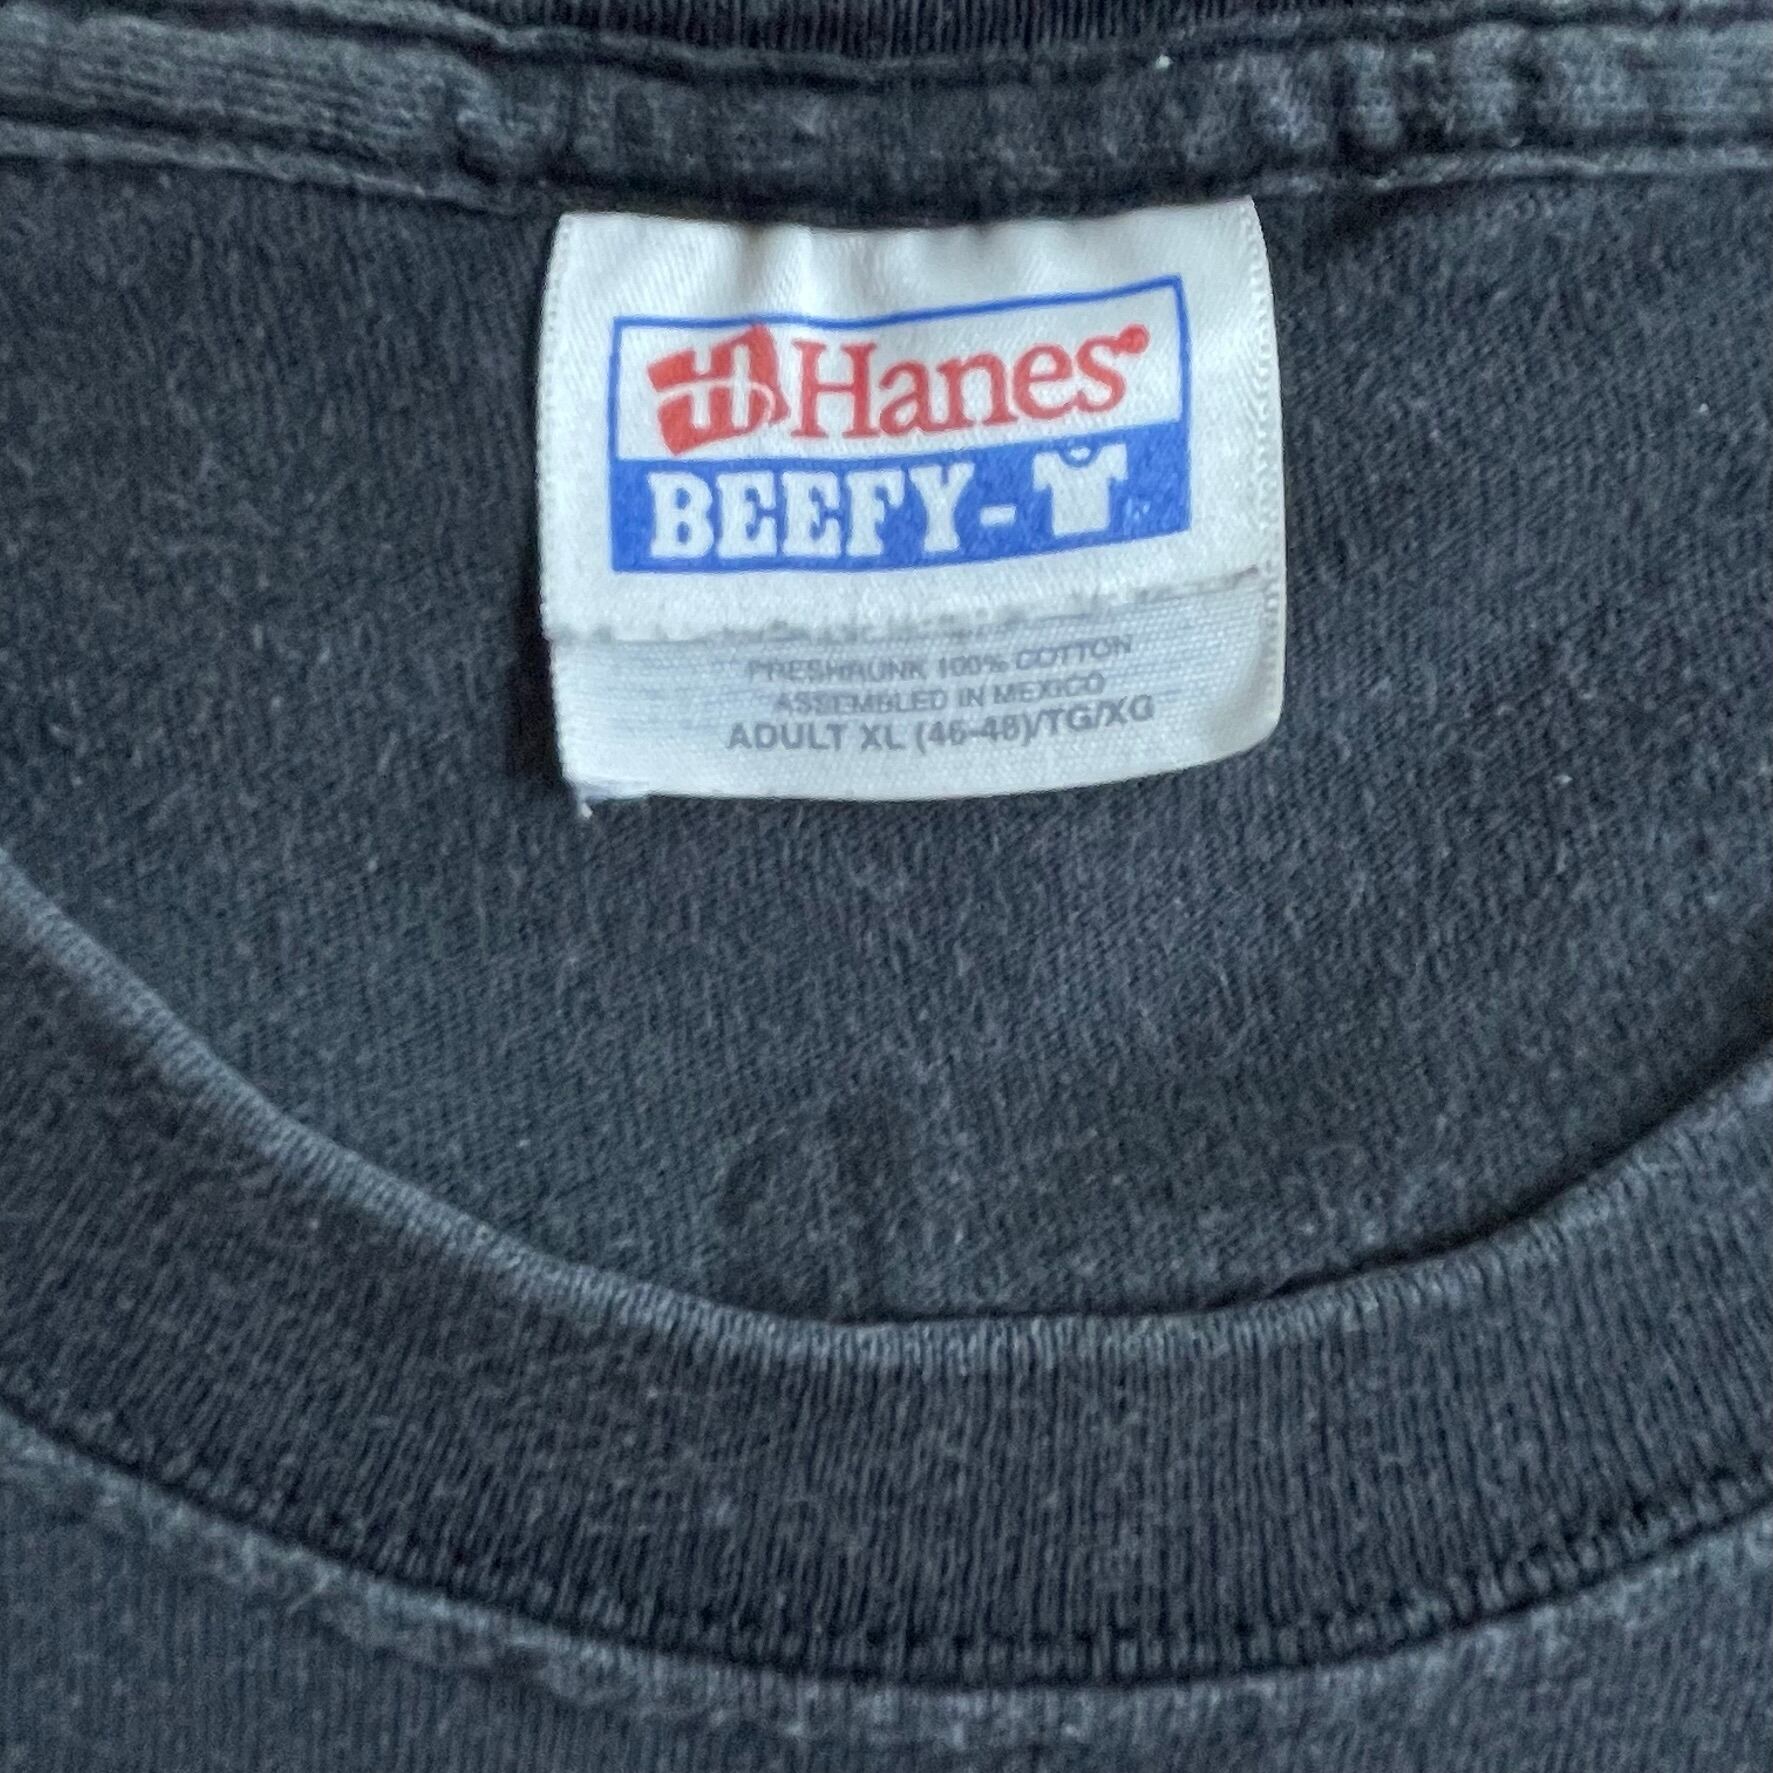 Hanes
BEEFY-
PRESHRUNK 100% COTTON
ASSEMBLED IN MEXICO
ADULT XL (46-48)/TG/XG